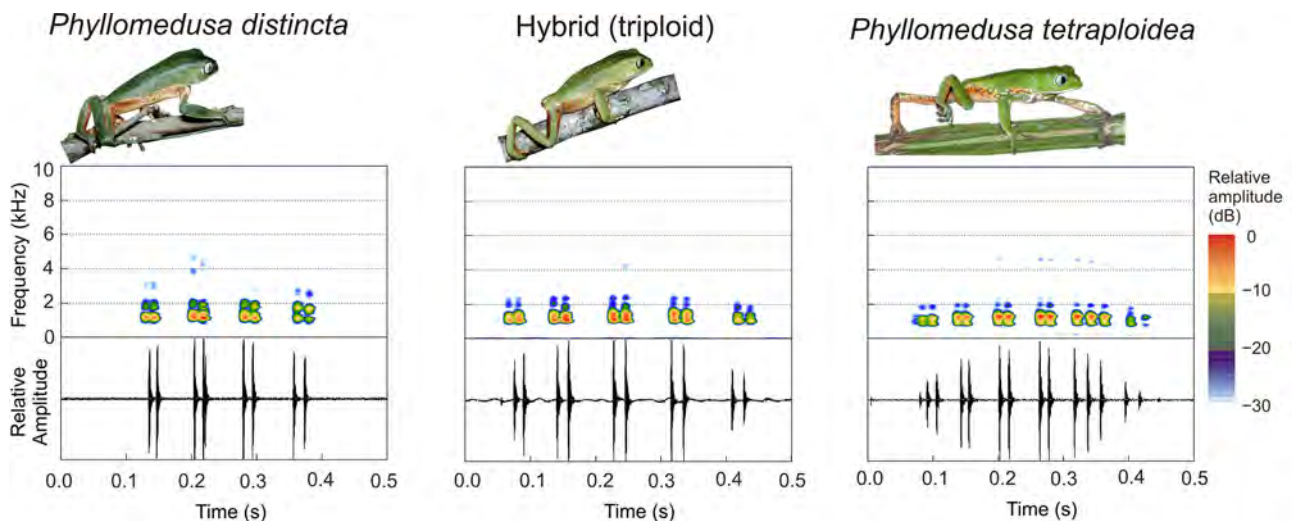 Phyllomedusa distincta
Hybrid (triploid)
Phyllomedusa tetraploidea
Frequency (kHz)
10
8
6
4
2
0
Relative
Amplitude
0.0 0.1 0.2 0.3 0.4 0.5
Time (s)
0.0 0.1 0.2 0.3 0.4 0.5
Time (s)
0.0 0.1 0.2 0.3 0.4 0.5
Time (s)
Relative
amplitude
(dB)
0
−10
−20
−30